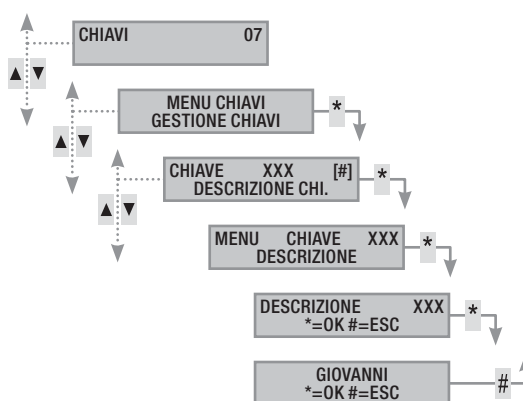 CHIAVI 07
▲ ▼
MENU CHIAVI
GESTIONE CHIAVI
*
▲ ▼
CHIAVE XXX [#]
DESCRIZIONE CHI.
*
▲ ▼
MENU CHIAVE XXX
DESCRIZIONE
*
DESCRIZIONE XXX
*=OK #=ESC
*
GIOVANNI
*=OK #=ESC
#